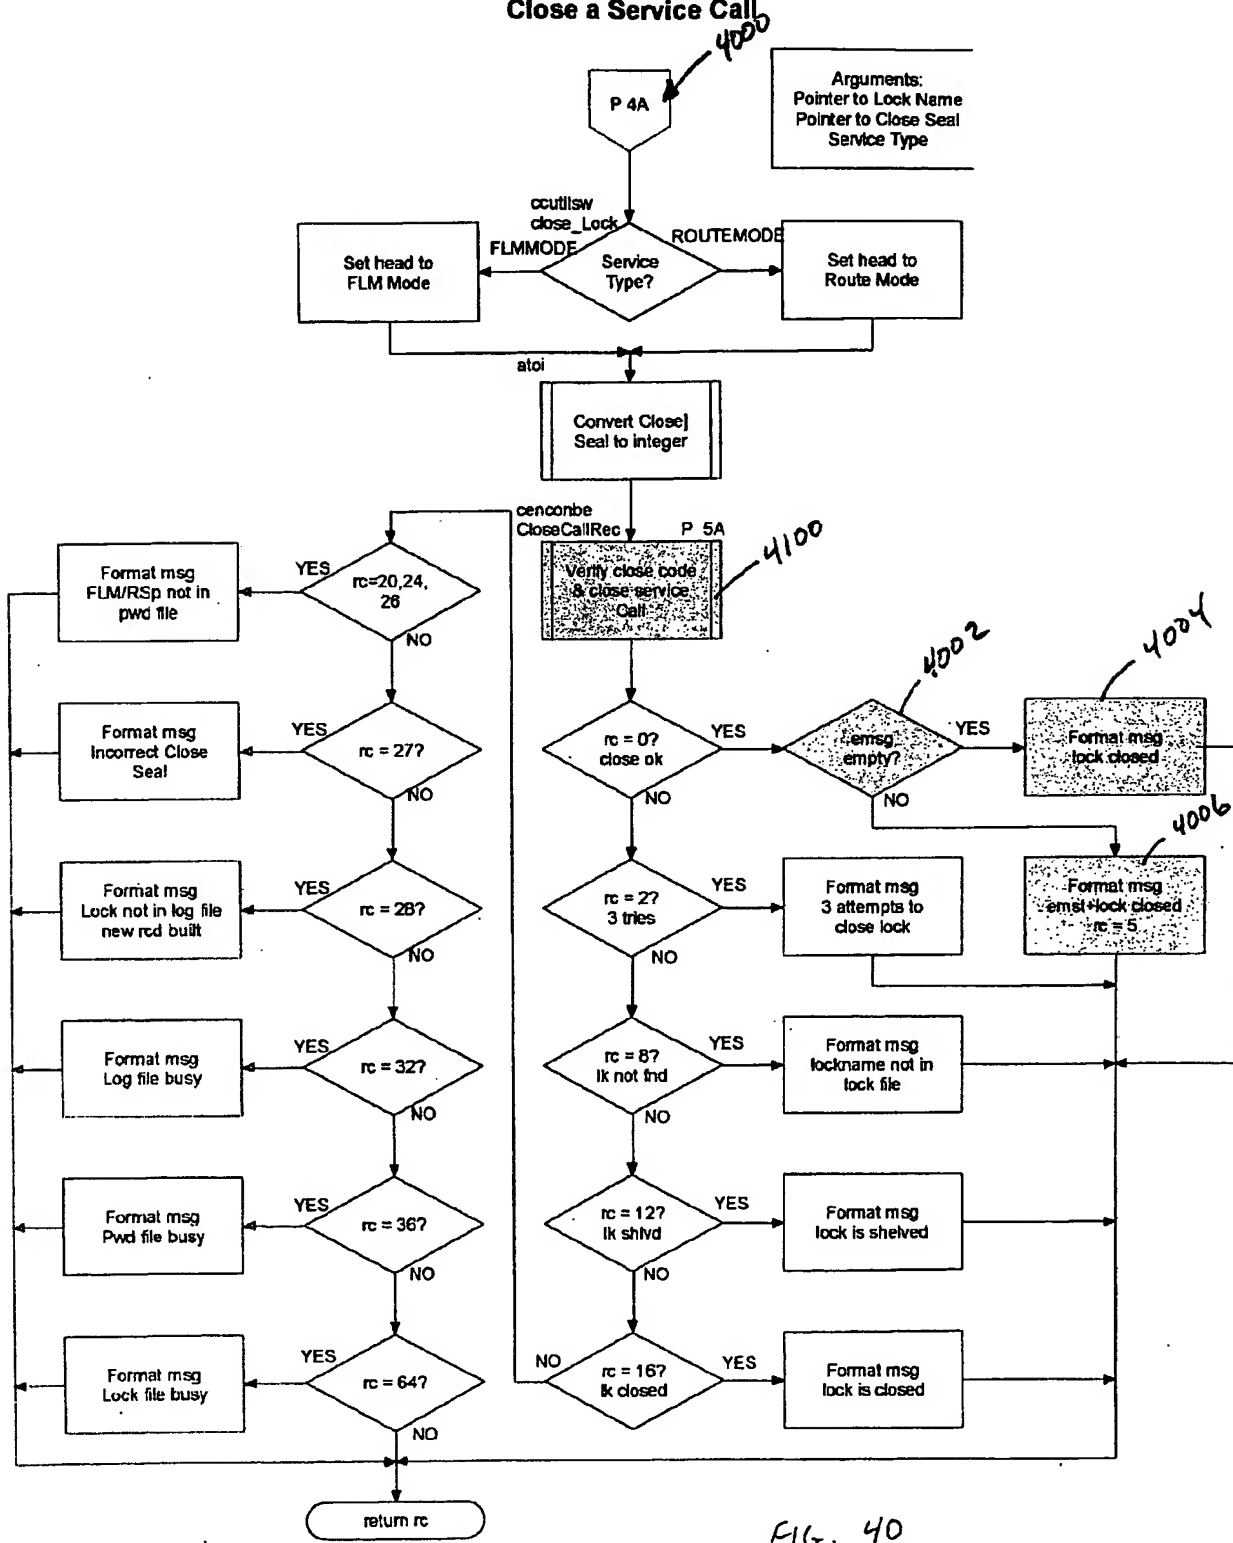 Close a Service Call
4000
P 4A
Arguments:
Pointer to Lock Name
Pointer to Close Seal
Service Type
ccutilsw
close_Lock
FLMMODE
ROUTEMODE
Service
Type?
Set head to
FLM Mode
Set head to
Route Mode
atoi
Convert Close]
Seal to integer
cenconbe
CloseCallRec
P 5A
4100
Verify close code
& close service
Call
rc=20,24,
26
YES
NO
Format msg
FLM/RSp not in
pwd file
4002
4004
rc = 0?
close ok
YES
NO
emsg
empty?
YES
NO
Format msg
lock closed
rc = 27?
YES
NO
Format msg
Incorrect Close
Seal
4006
Format msg
emst+lock closed
rc = 5
rc = 2?
3 tries
YES
NO
Format msg
3 attempts to
close lock
rc = 28?
YES
NO
Format msg
Lock not in log file
new rcd built
rc = 8?
lk not fnd
YES
NO
Format msg
lockname not in
lock file
rc = 32?
YES
NO
Format msg
Log file busy
rc = 12?
lk shlvd
YES
NO
Format msg
lock is shelved
rc = 36?
YES
NO
Format msg
Pwd file busy
rc = 16?
lk closed
NO
YES
Format msg
lock is closed
rc = 64?
YES
NO
Format msg
Lock file busy
return rc
FIG. 40